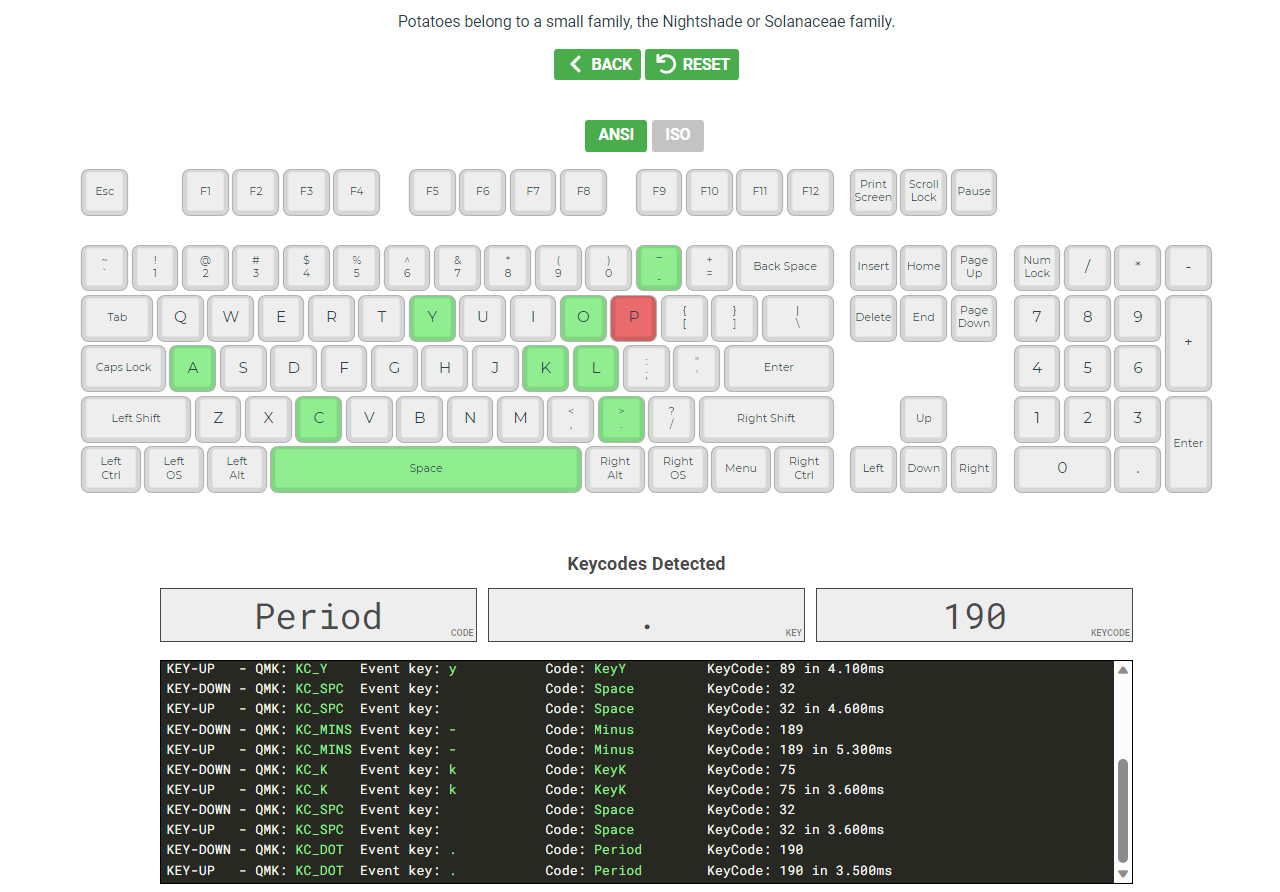 Potatoes belong to a small family, the Nightshade or Solanaceae family.
BACK RESET
ANSI ISO
Esc F1 F2 F3 F4 F5 F6 F7 F8 F9 F10 F11 F12 Print Screen Scroll Lock Pause
~ ` ! 1 @ 2 # 3 $ 4 % 5 ^ 6 & 7 * 8 ( 9 ) 0 _ - + = Back Space Insert Home Page Up Num Lock / * -
Tab Q W E R T Y U I O P { [ } ] | \ Delete End Page Down 7 8 9 +
Caps Lock A S D F G H J K L : ; " ' Enter 4 5 6
Left Shift Z X C V B N M < , > . ? / Right Shift Up 1 2 3 Enter
Left Ctrl Left OS Left Alt Space Right Alt Right OS Menu Right Ctrl Left Down Right 0 .
Keycodes Detected
Period CODE . KEY 190 KEYCODE
KEY-UP - QMK: KC_Y Event key: y Code: KeyY KeyCode: 89 in 4.100ms
KEY-DOWN - QMK: KC_SPC Event key: Code: Space KeyCode: 32
KEY-UP - QMK: KC_SPC Event key: Code: Space KeyCode: 32 in 4.600ms
KEY-DOWN - QMK: KC_MINS Event key: - Code: Minus KeyCode: 189
KEY-UP - QMK: KC_MINS Event key: - Code: Minus KeyCode: 189 in 5.300ms
KEY-DOWN - QMK: KC_K Event key: k Code: KeyK KeyCode: 75
KEY-UP - QMK: KC_K Event key: k Code: KeyK KeyCode: 75 in 3.600ms
KEY-DOWN - QMK: KC_SPC Event key: Code: Space KeyCode: 32
KEY-UP - QMK: KC_SPC Event key: Code: Space KeyCode: 32 in 3.600ms
KEY-DOWN - QMK: KC_DOT Event key: . Code: Period KeyCode: 190
KEY-UP - QMK: KC_DOT Event key: . Code: Period KeyCode: 190 in 3.500ms